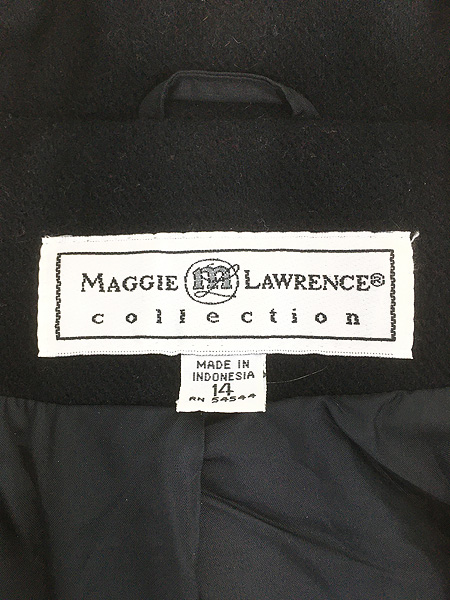 MAGGIE m L LAWRENCE®
collection
MADE IN
INDONESIA
14
RN 54544